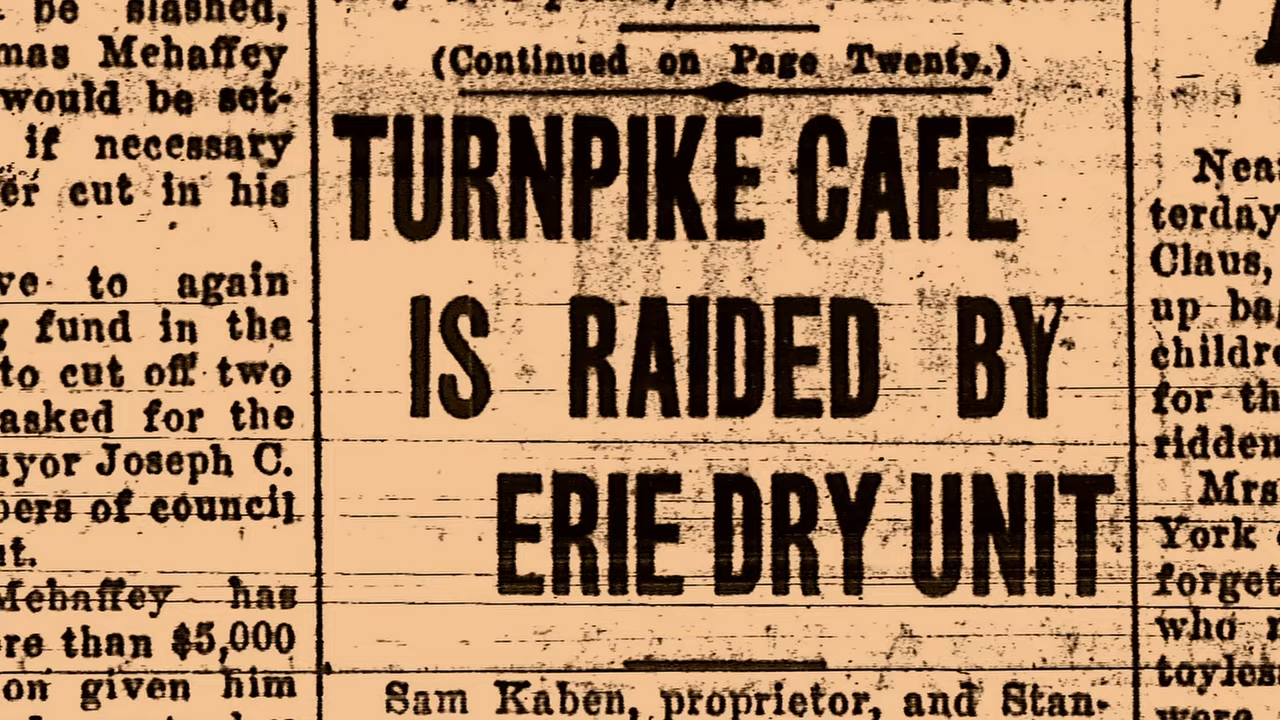 be slashed,
mas Mehaffey
would be set-
if necessary
er cut in his
ve to again
g fund in the
to cut off two
asked for the
ayor Joseph C.
bers of council
Mehaffey has
re than $5,000
on given him
(Continued on Page Twenty.)
TURNPIKE CAFE
IS RAIDED BY
ERIE DRY UNIT
Sam Kaben, proprietor, and Stan-
Nea
terday
Claus,
up ba
childre
for th
ridden
Mrs
York
forget
who
tayles
were